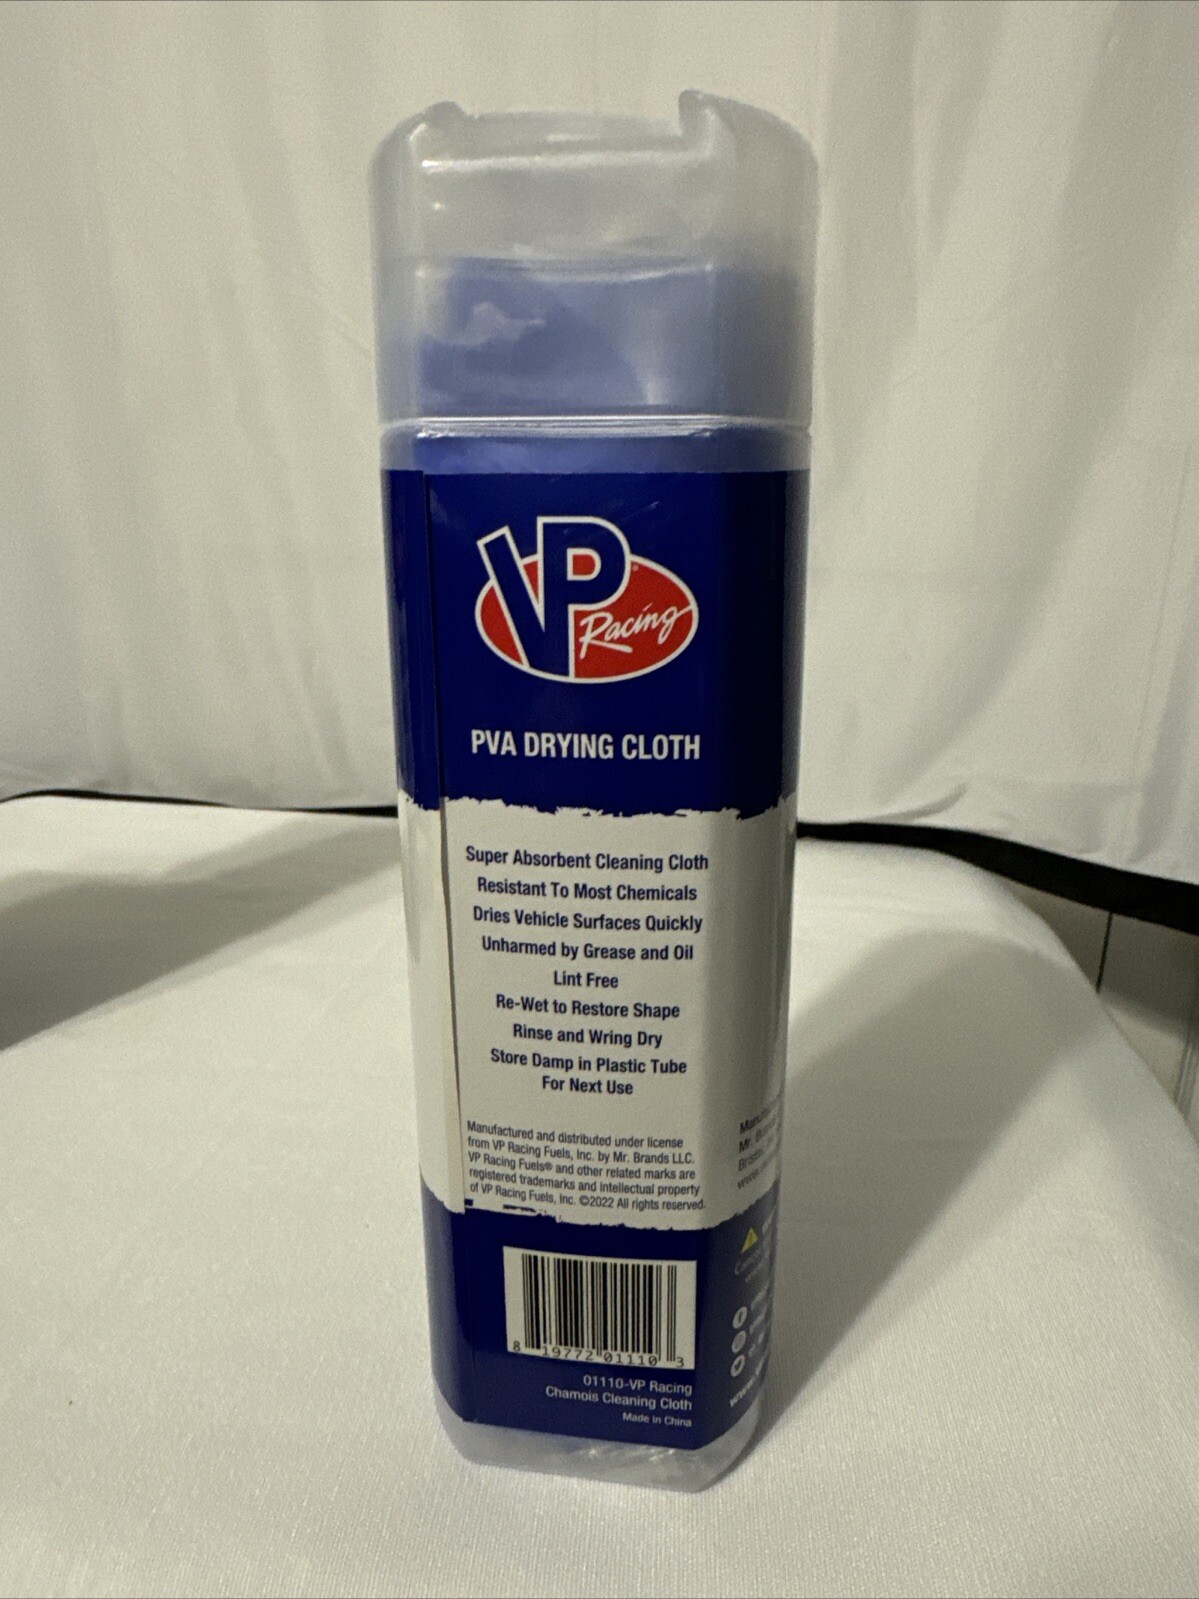 VP
Racing
PVA DRYING CLOTH
Super Absorbent Cleaning Cloth
Resistant To Most Chemicals
Dries Vehicle Surfaces Quickly
Unharmed by Grease and Oil
Lint Free
Re-Wet to Restore Shape
Rinse and Wring Dry
Store Damp in Plastic Tube
For Next Use
Manufactured and distributed under license
from VP Racing Fuels, Inc. by Mr. Brands LLC.
VP Racing Fuels® and other related marks are
registered trademarks and intellectual property
of VP Racing Fuels, Inc. ©2022 All rights reserved.
8 19772 01110 3
01110-VP Racing
Chamois Cleaning Cloth
Made in China
Mr.